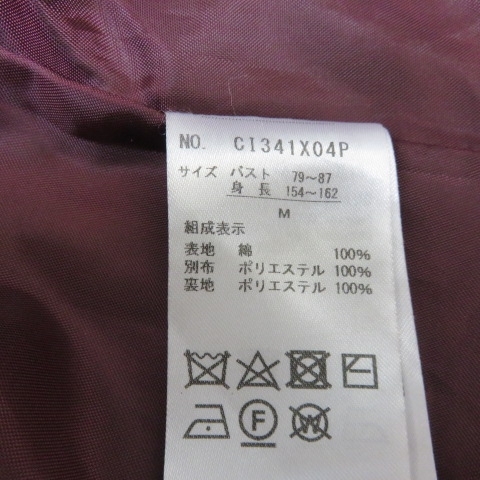 NO. CI341X04P
サイズ バスト 79～87
身長 154～162
M
組成表示
表地 綿 100%
別布 ポリエステル 100%
裏地 ポリエステル 100%
F W